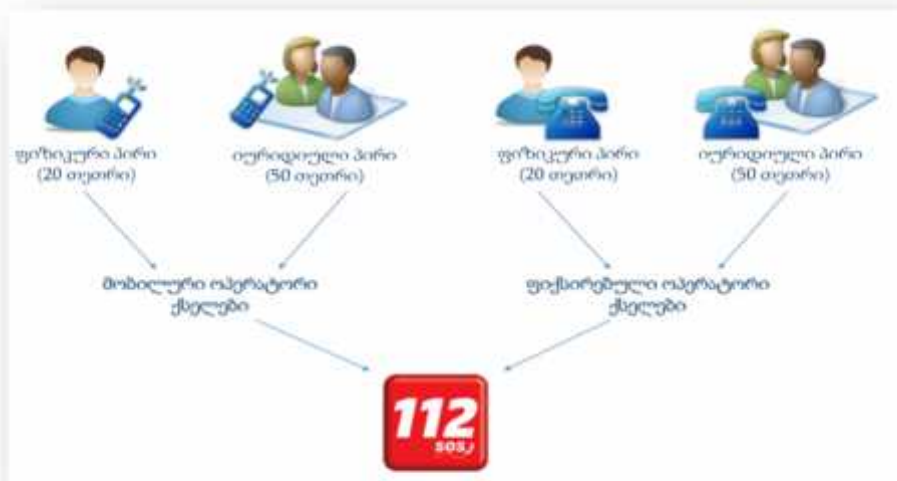 ფიზიკური პირი
(20 თეთრი)
იურიდიული პირი
(50 თეთრი)
ფიზიკური პირი
(20 თეთრი)
იურიდიული პირი
(50 თეთრი)
მობილური ოპერატორი
ქსელები
ფიქსირებული ოპერატორი
ქსელები
112